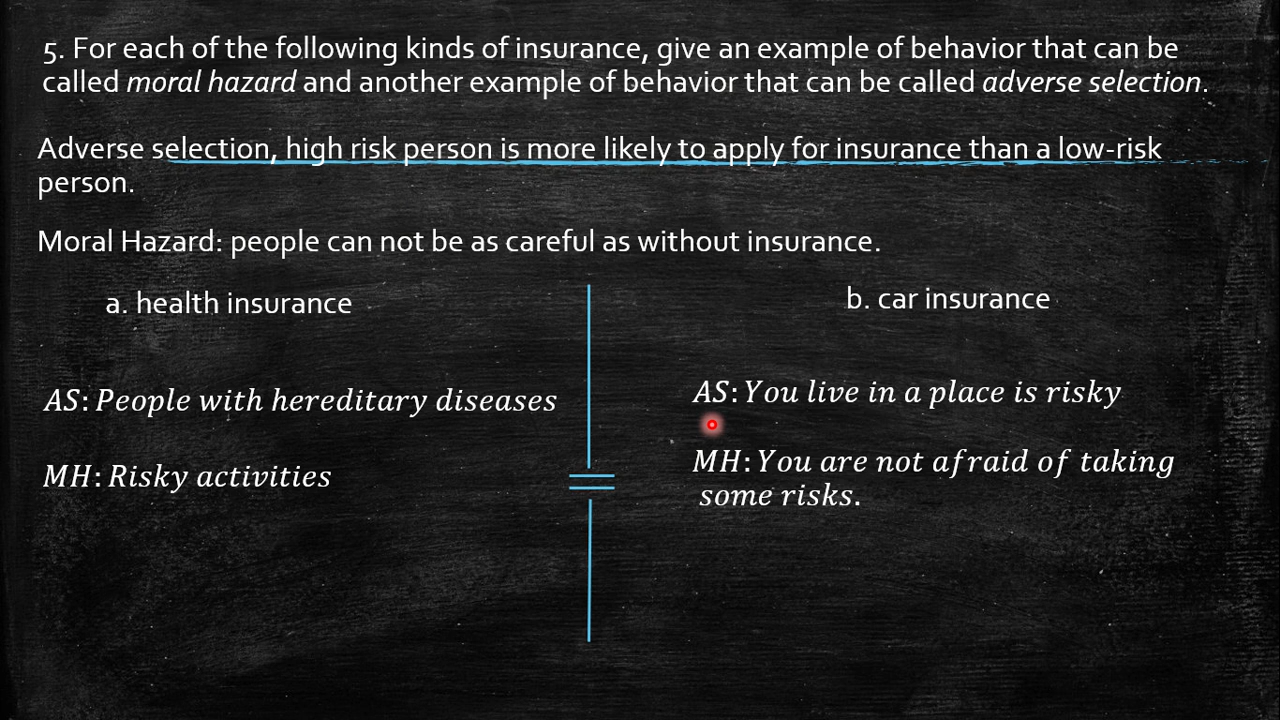 5. For each of the following kinds of insurance, give an example of behavior that can be
called moral hazard and another example of behavior that can be called adverse selection.
Adverse selection, high risk person is more likely to apply for insurance than a low-risk
person.
Moral Hazard: people can not be as careful as without insurance.
a. health insurance
AS: People with hereditary diseases
MH: Risky activities
b. car insurance
AS: You live in a place is risky
MH: You are not afraid of taking
some risks.